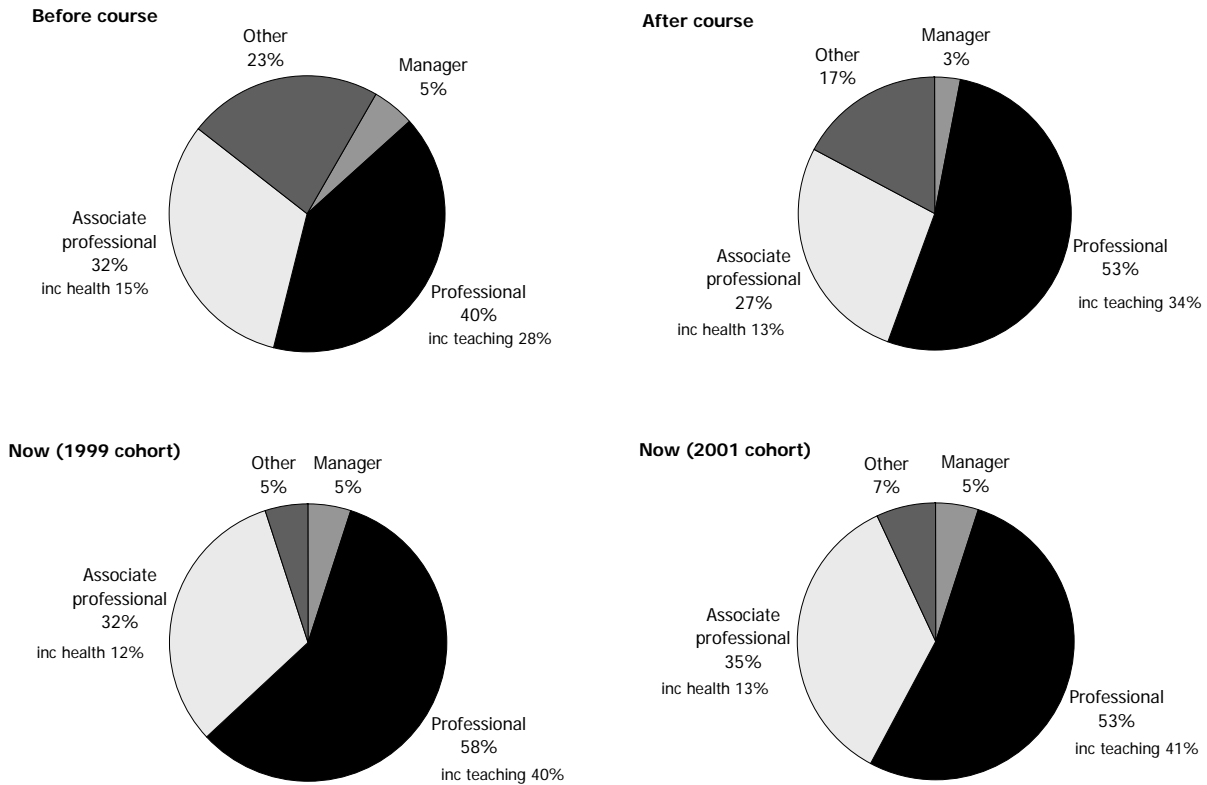 Before course
Other
23%
Manager
5%
Associate
professional
32%
inc health 15%
Professional
40%
inc teaching 28%
After course
Other
17%
Manager
3%
Associate
professional
27%
inc health 13%
Professional
53%
inc teaching 34%
Now (1999 cohort)
Other
5%
Manager
5%
Associate
professional
32%
inc health 12%
Professional
58%
inc teaching 40%
Now (2001 cohort)
Other
7%
Manager
5%
Associate
professional
35%
inc health 13%
Professional
53%
inc teaching 41%